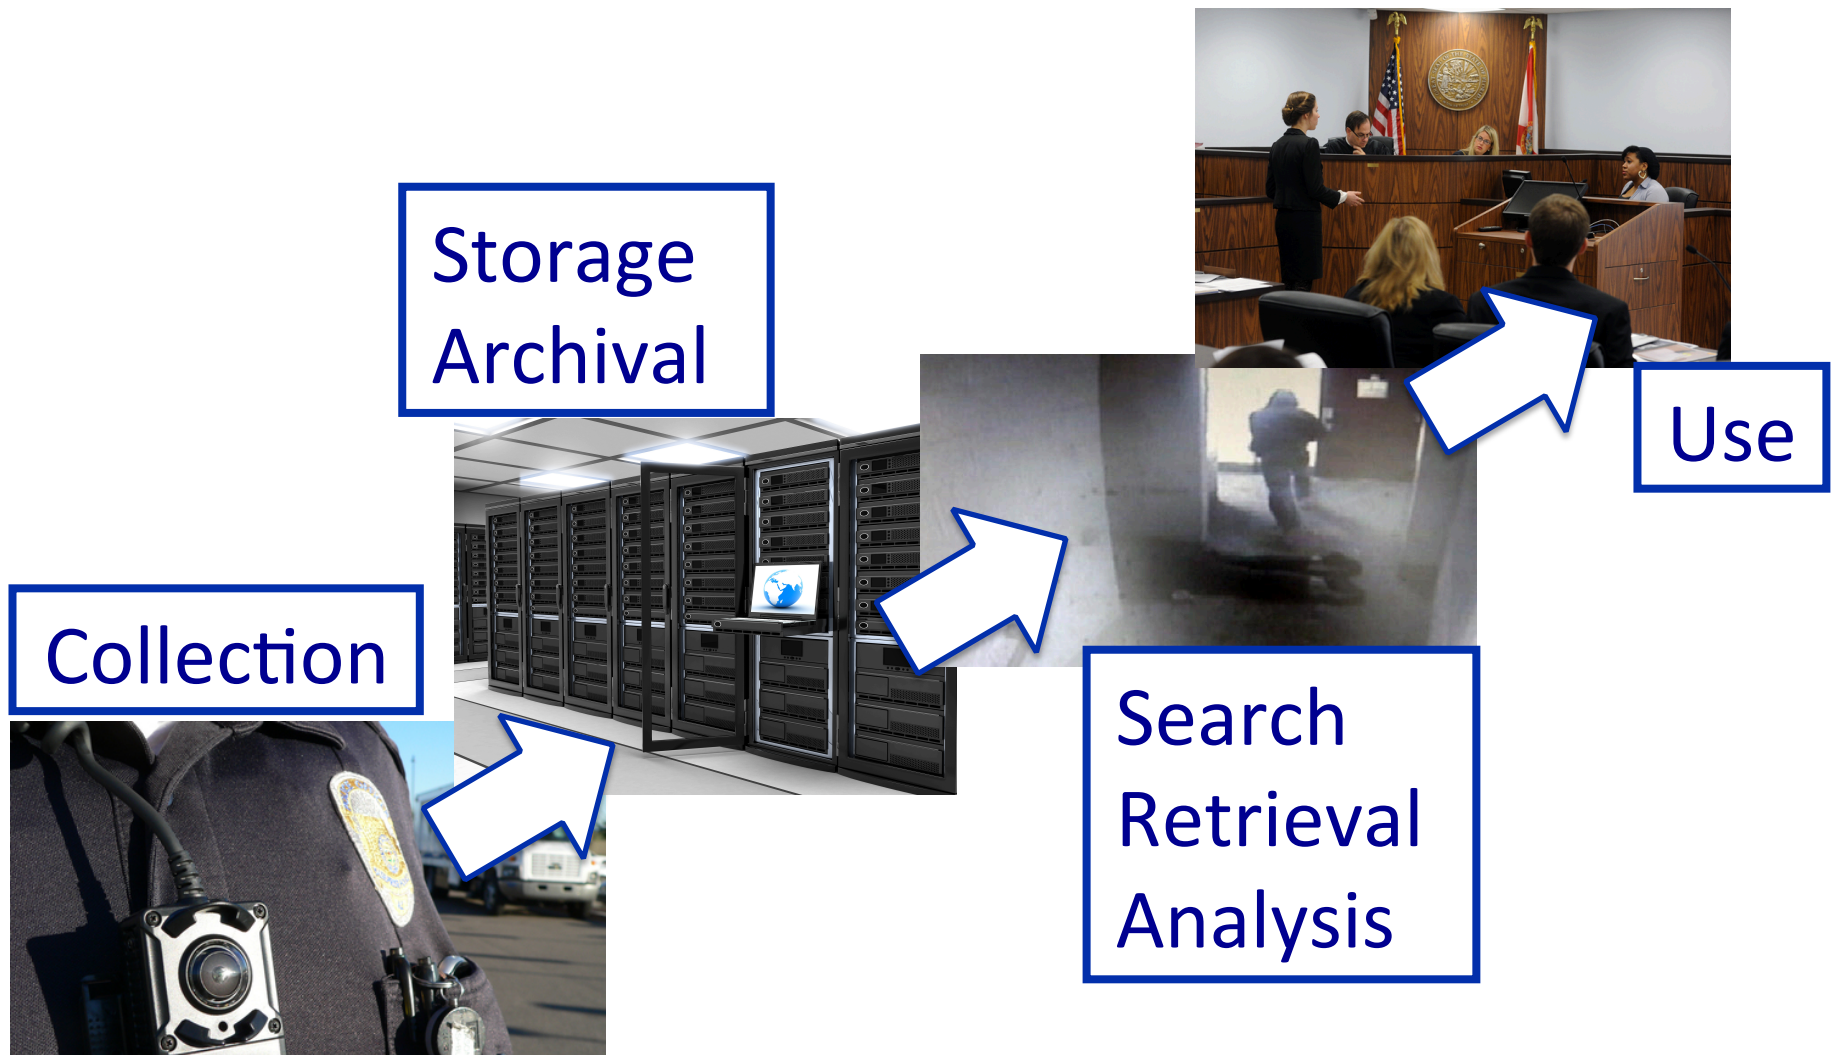 Collection
Storage
Archival
Search
Retrieval
Analysis
Use